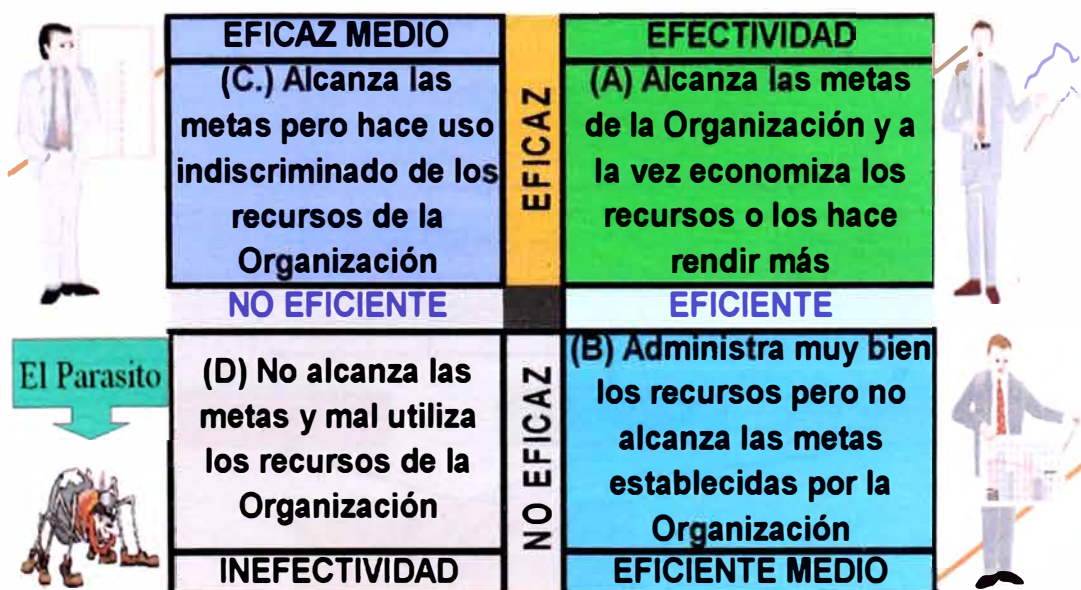 EFICAZ MEDIO
(C.) Alcanza las
metas pero hace uso
indiscriminado de los
recursos de la
Organización
EFICAZ
EFECTIVIDAD
(A) Alcanza las metas
de la Organización y a
la vez economiza los
recursos o los hace
rendir más
NO EFICIENTE
EFICIENTE
El Parasito
(D) No alcanza las
metas y mal utiliza
los recursos de la
Organización
INEFECTIVIDAD
NO EFICAZ
(B) Administra muy bien
los recursos pero no
alcanza las metas
establecidas por la
Organización
EFICIENTE MEDIO